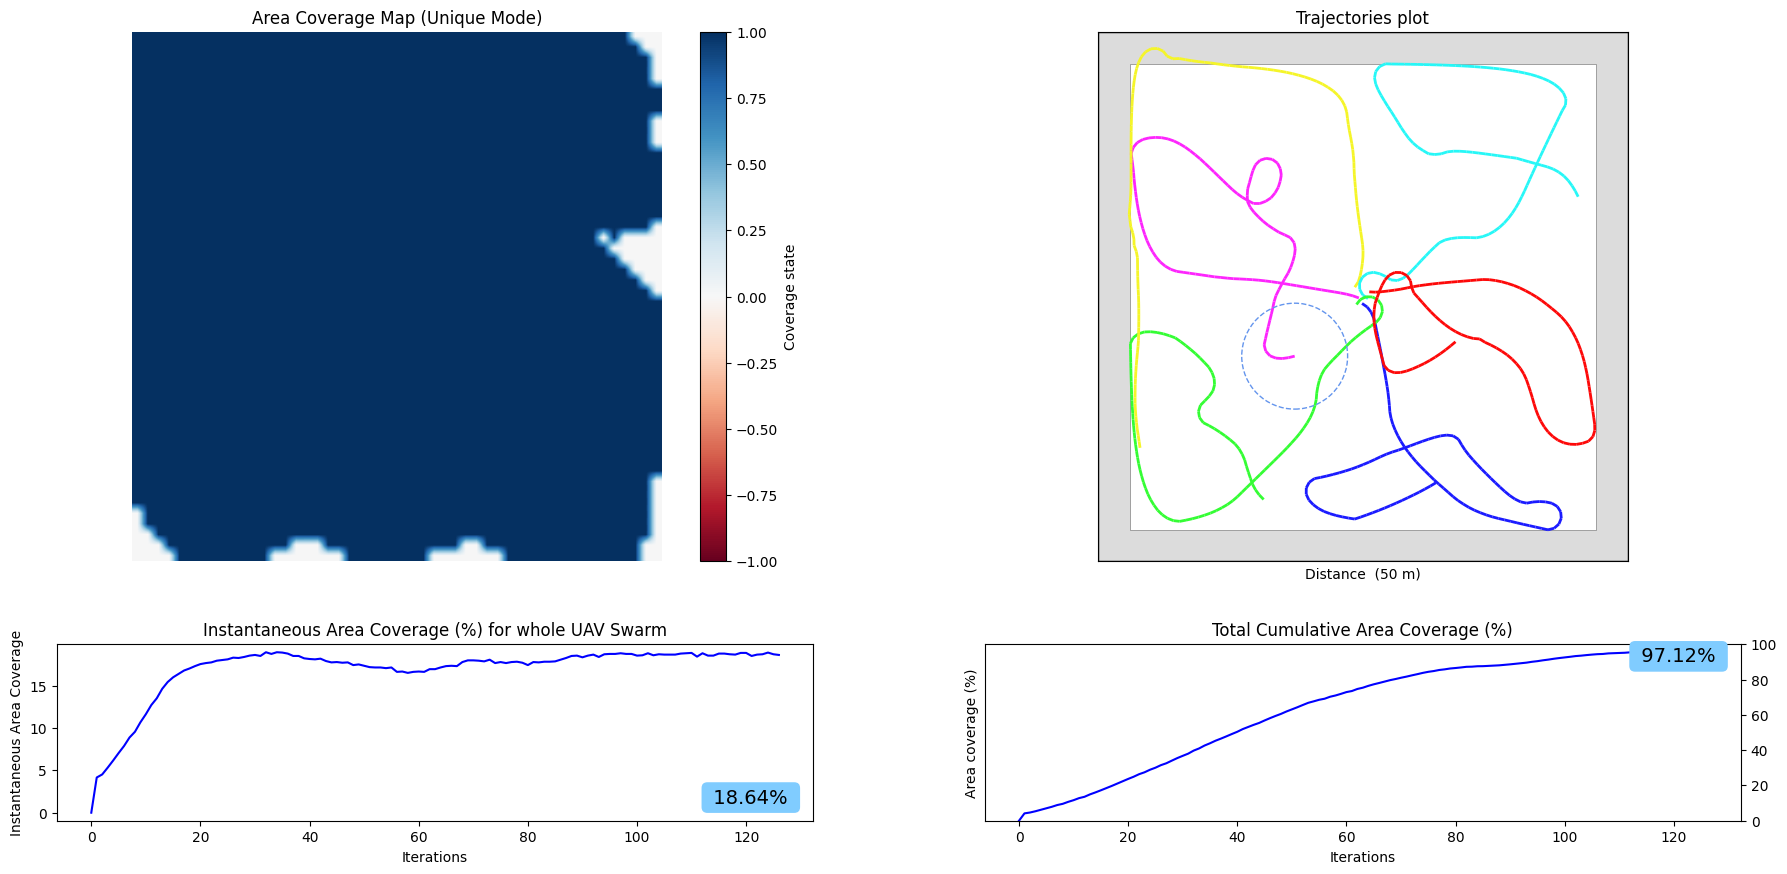 Area Coverage Map (Unique Mode)
1.00
0.75
0.50
0.25
0.00
−0.25
−0.50
−0.75
−1.00
Coverage state
Trajectories plot
Distance  (50 m)
Instantaneous Area Coverage (%) for whole UAV Swarm
Instantaneous Area Coverage
15
10
5
0
18.64%
0 20 40 60 80 100 120
Iterations
Total Cumulative Area Coverage (%)
Area coverage (%)
97.12%
100
80
60
40
20
0
0 20 40 60 80 100 120
Iterations